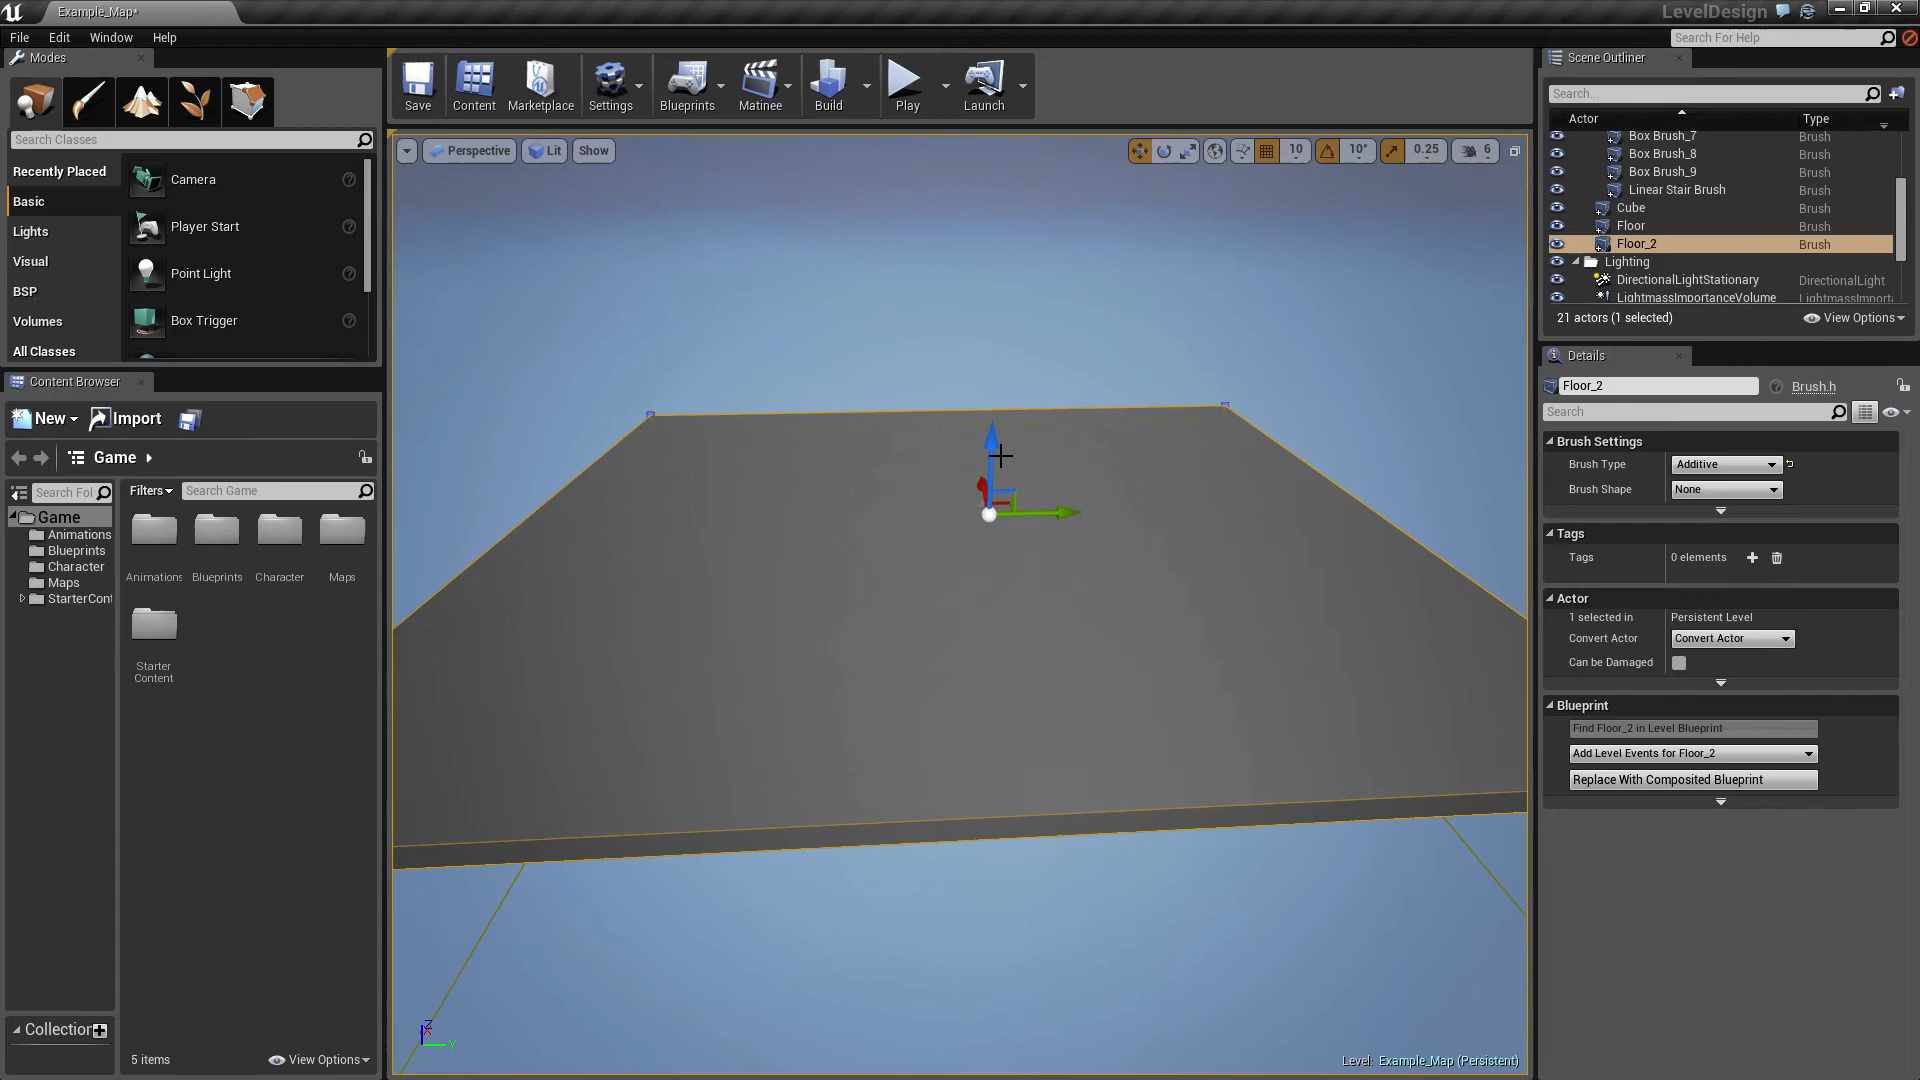 Example_Map*
LevelDesign
File Edit Window Help
Search For Help
Modes
Search Classes
Recently Placed
Basic
Lights
Visual
BSP
Volumes
All Classes
Camera
Player Start
Point Light
Box Trigger
Save
Content
Marketplace
Settings
Blueprints
Matinee
Build
Play
Launch
Perspective
Lit
Show
10
10°
0.25
6
Z
X
Y
Level: Example_Map (Persistent)
Content Browser
New
Import
Game
Search Fol
Filters
Search Game
Game
Animations
Blueprints
Character
Maps
StarterCont
Animations
Blueprints
Character
Maps
Starter
Content
Collection
5 items
View Options
Scene Outliner
Search...
Actor Type
Box Brush_7 Brush
Box Brush_8 Brush
Box Brush_9 Brush
Linear Stair Brush Brush
Cube Brush
Floor Brush
Floor_2 Brush
Lighting
DirectionalLightStationary DirectionalLight
LightmassImportanceVolume LightmassImporta
21 actors (1 selected)
View Options
Details
Floor_2
Brush.h
Search
Brush Settings
Brush Type Additive
Brush Shape None
Tags
Tags 0 elements
Actor
1 selected in Persistent Level
Convert Actor Convert Actor
Can be Damaged
Blueprint
Find Floor_2 in Level Blueprint
Add Level Events for Floor_2
Replace With Composited Blueprint